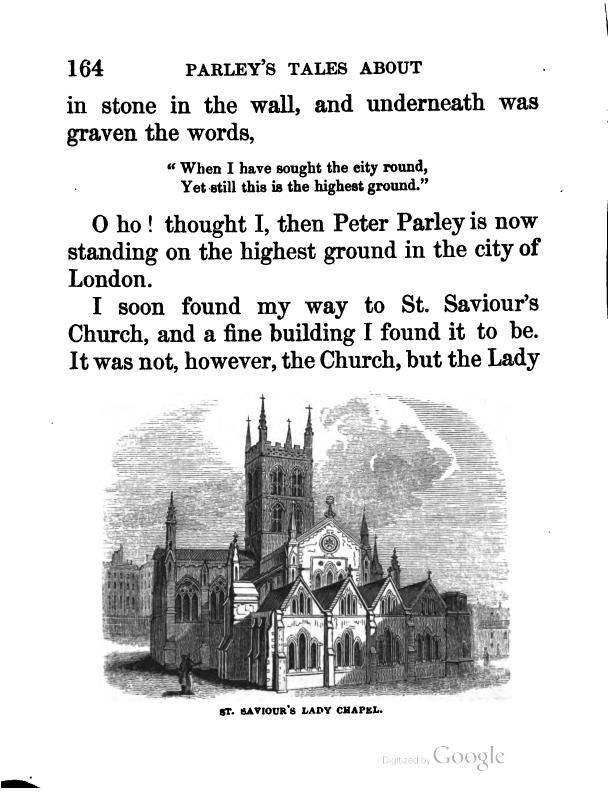 164 PARLEY'S TALES ABOUT
in stone in the wall, and underneath was
graven the words,
“ When I have sought the city round,
Yet still this is the highest ground.”
O ho ! thought I, then Peter Parley is now
standing on the highest ground in the city of
London.
I soon found my way to St. Saviour's
Church, and a fine building I found it to be.
It was not, however, the Church, but the Lady
ST. SAVIOUR'S LADY CHAPEL.
Digitized by Google